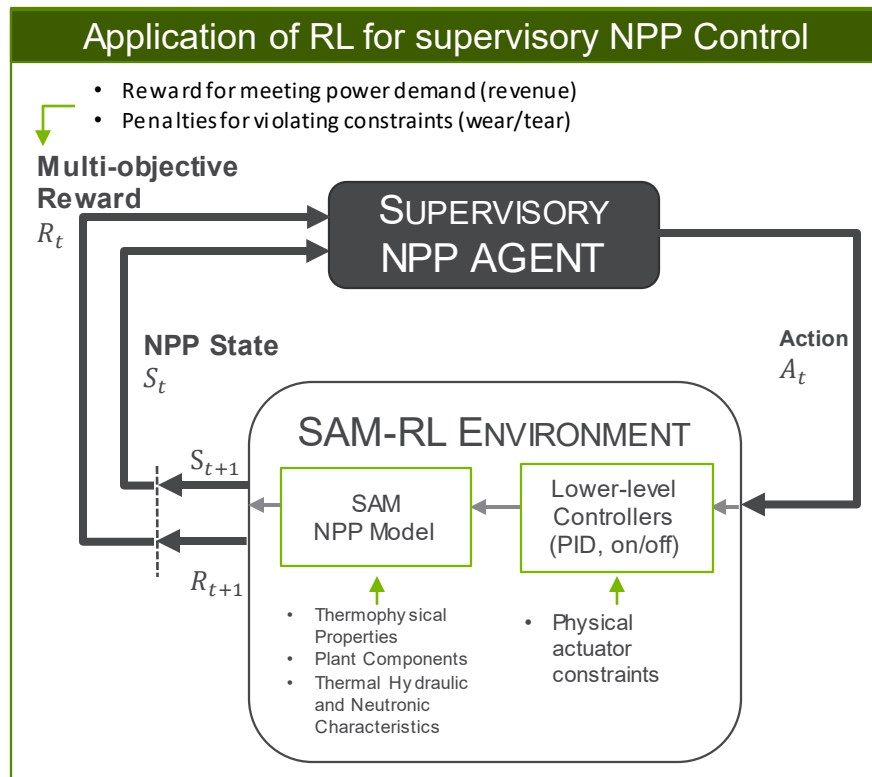 Application of RL for supervisory NPP Control
• Reward for meeting power demand (revenue)
• Penalties for violating constraints (wear/tear)
Multi-objective
Reward
R_t
SUPERVISORY
NPP AGENT
NPP State
S_t
Action
A_t
SAM-RL ENVIRONMENT
S_{t+1}
R_{t+1}
SAM
NPP Model
Lower-level
Controllers
(PID, on/off)
• Thermophysical
Properties
• Plant Components
• Thermal Hydraulic
and Neutronic
Characteristics
• Physical
actuator
constraints